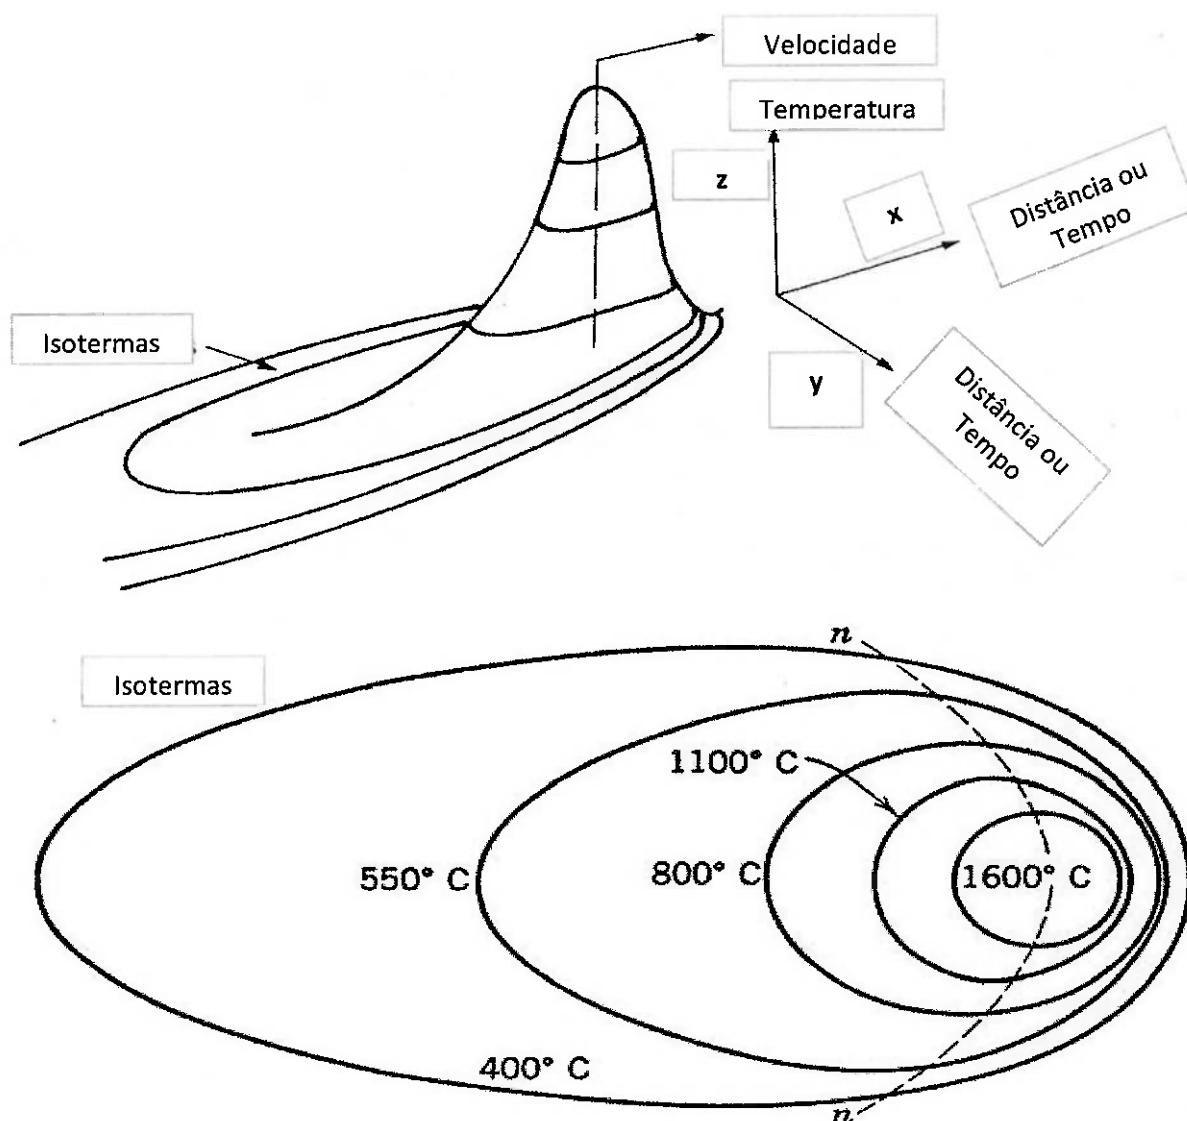 Velocidade
Temperatura
z
x
Distância ou
Tempo
Isotermas
y
Distância ou
Tempo
n
Isotermas
1100° C
550° C
800° C
1600° C
400° C
n